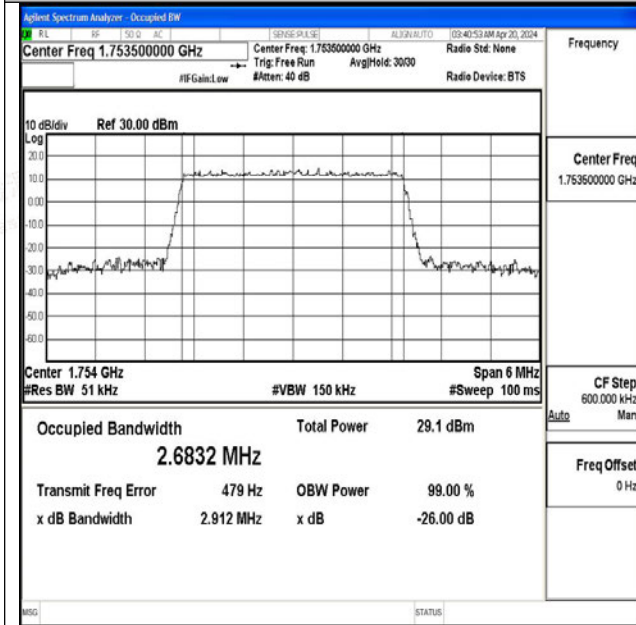 Agilent Spectrum Analyzer - Occupied BW
RL RF 50 Ω AC SENSE:PULSE ALIGNAUTO 03:40:53 AM Apr 20, 2024
Center Freq 1.753500000 GHz
Center Freq: 1.753500000 GHz
Radio Std: None
Trig: Free Run Avg|Hold: 30/30
#IFGain:Low #Atten: 40 dB Radio Device: BTS
10 dB/div Ref 30.00 dBm
Log
20.0
10.0
0.00
-10.0
-20.0
-30.0
-40.0
-50.0
-60.0
Center 1.754 GHz Span 6 MHz
#Res BW 51 kHz #VBW 150 kHz #Sweep 100 ms
Occupied Bandwidth Total Power 29.1 dBm
2.6832 MHz
Transmit Freq Error 479 Hz OBW Power 99.00 %
x dB Bandwidth 2.912 MHz x dB -26.00 dB
MSG STATUS
Frequency
Center Freq
1.753500000 GHz
CF Step
600.000 kHz
Auto Man
Freq Offset
0 Hz